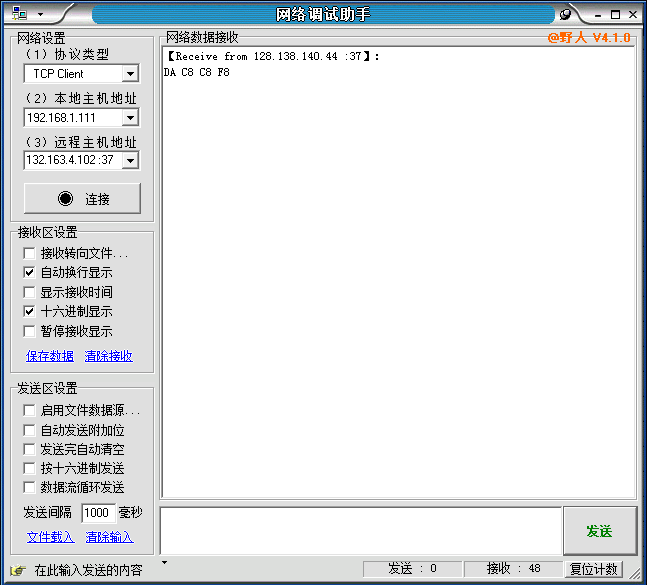 网络调试助手
网络设置
(1) 协议类型
TCP Client
(2) 本地主机地址
192.168.1.111
(3) 远程主机地址
132.163.4.102 :37
连接
接收区设置
接收转向文件...
自动换行显示
显示接收时间
十六进制显示
暂停接收显示
保存数据 清除接收
发送区设置
启用文件数据源...
自动发送附加位
发送完自动清空
按十六进制发送
数据流循环发送
发送间隔 1000 毫秒
文件载入 清除输入
网络数据接收
@野人 V4.1.0
【Receive from 128.138.140.44 :37】:
DA C8 C8 F8
发送
在此输入发送的内容
发送 : 0
接收 : 48
复位计数